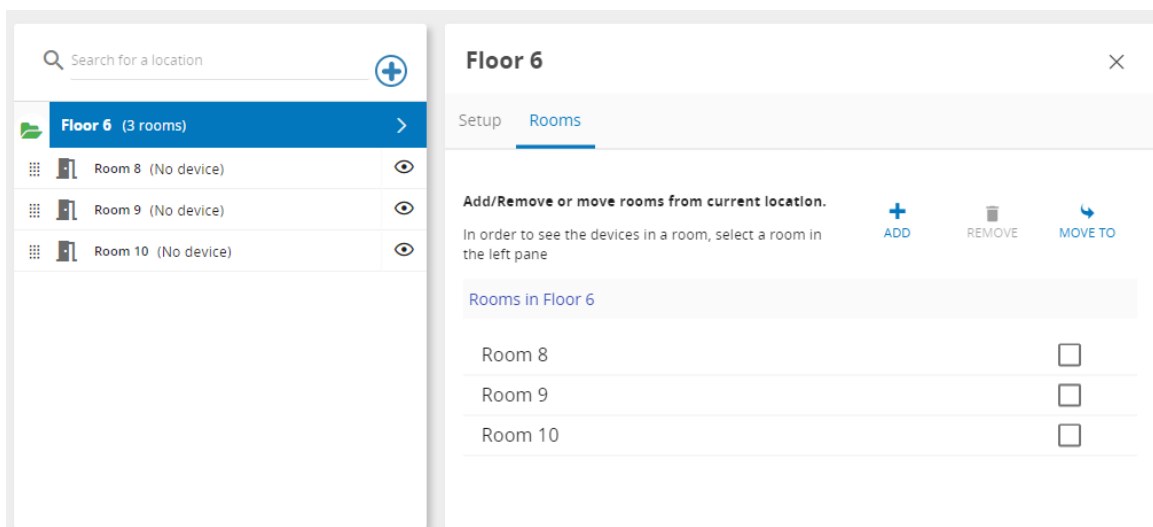 Search for a location
Floor 6 (3 rooms)
Room 8 (No device)
Room 9 (No device)
Room 10 (No device)
Floor 6
Setup Rooms
Add/Remove or move rooms from current location.
In order to see the devices in a room, select a room in
the left pane
ADD REMOVE MOVE TO
Rooms in Floor 6
Room 8
Room 9
Room 10